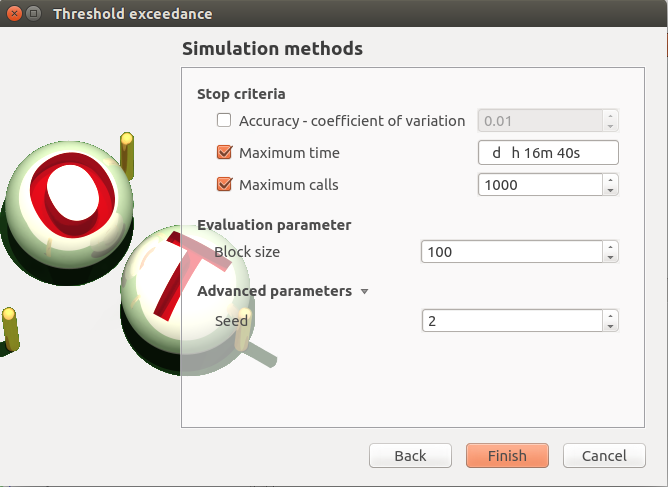 Threshold exceedance
Simulation methods
Stop criteria
Accuracy - coefficient of variation 0.01
Maximum time d h 16m 40s
Maximum calls 1000
Evaluation parameter
Block size 100
Advanced parameters
Seed 2
Back Finish Cancel
O
T